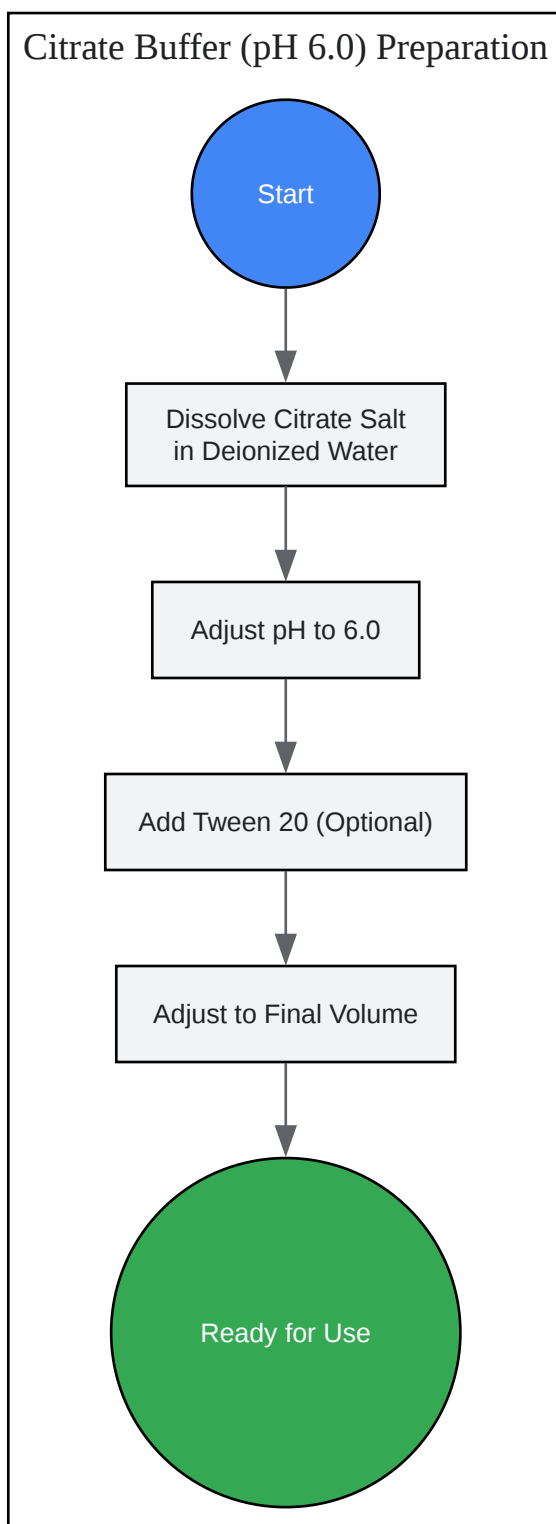 Citrate Buffer (pH 6.0) Preparation
Start
Dissolve Citrate Salt
in Deionized Water
Adjust pH to 6.0
Add Tween 20 (Optional)
Adjust to Final Volume
Ready for Use